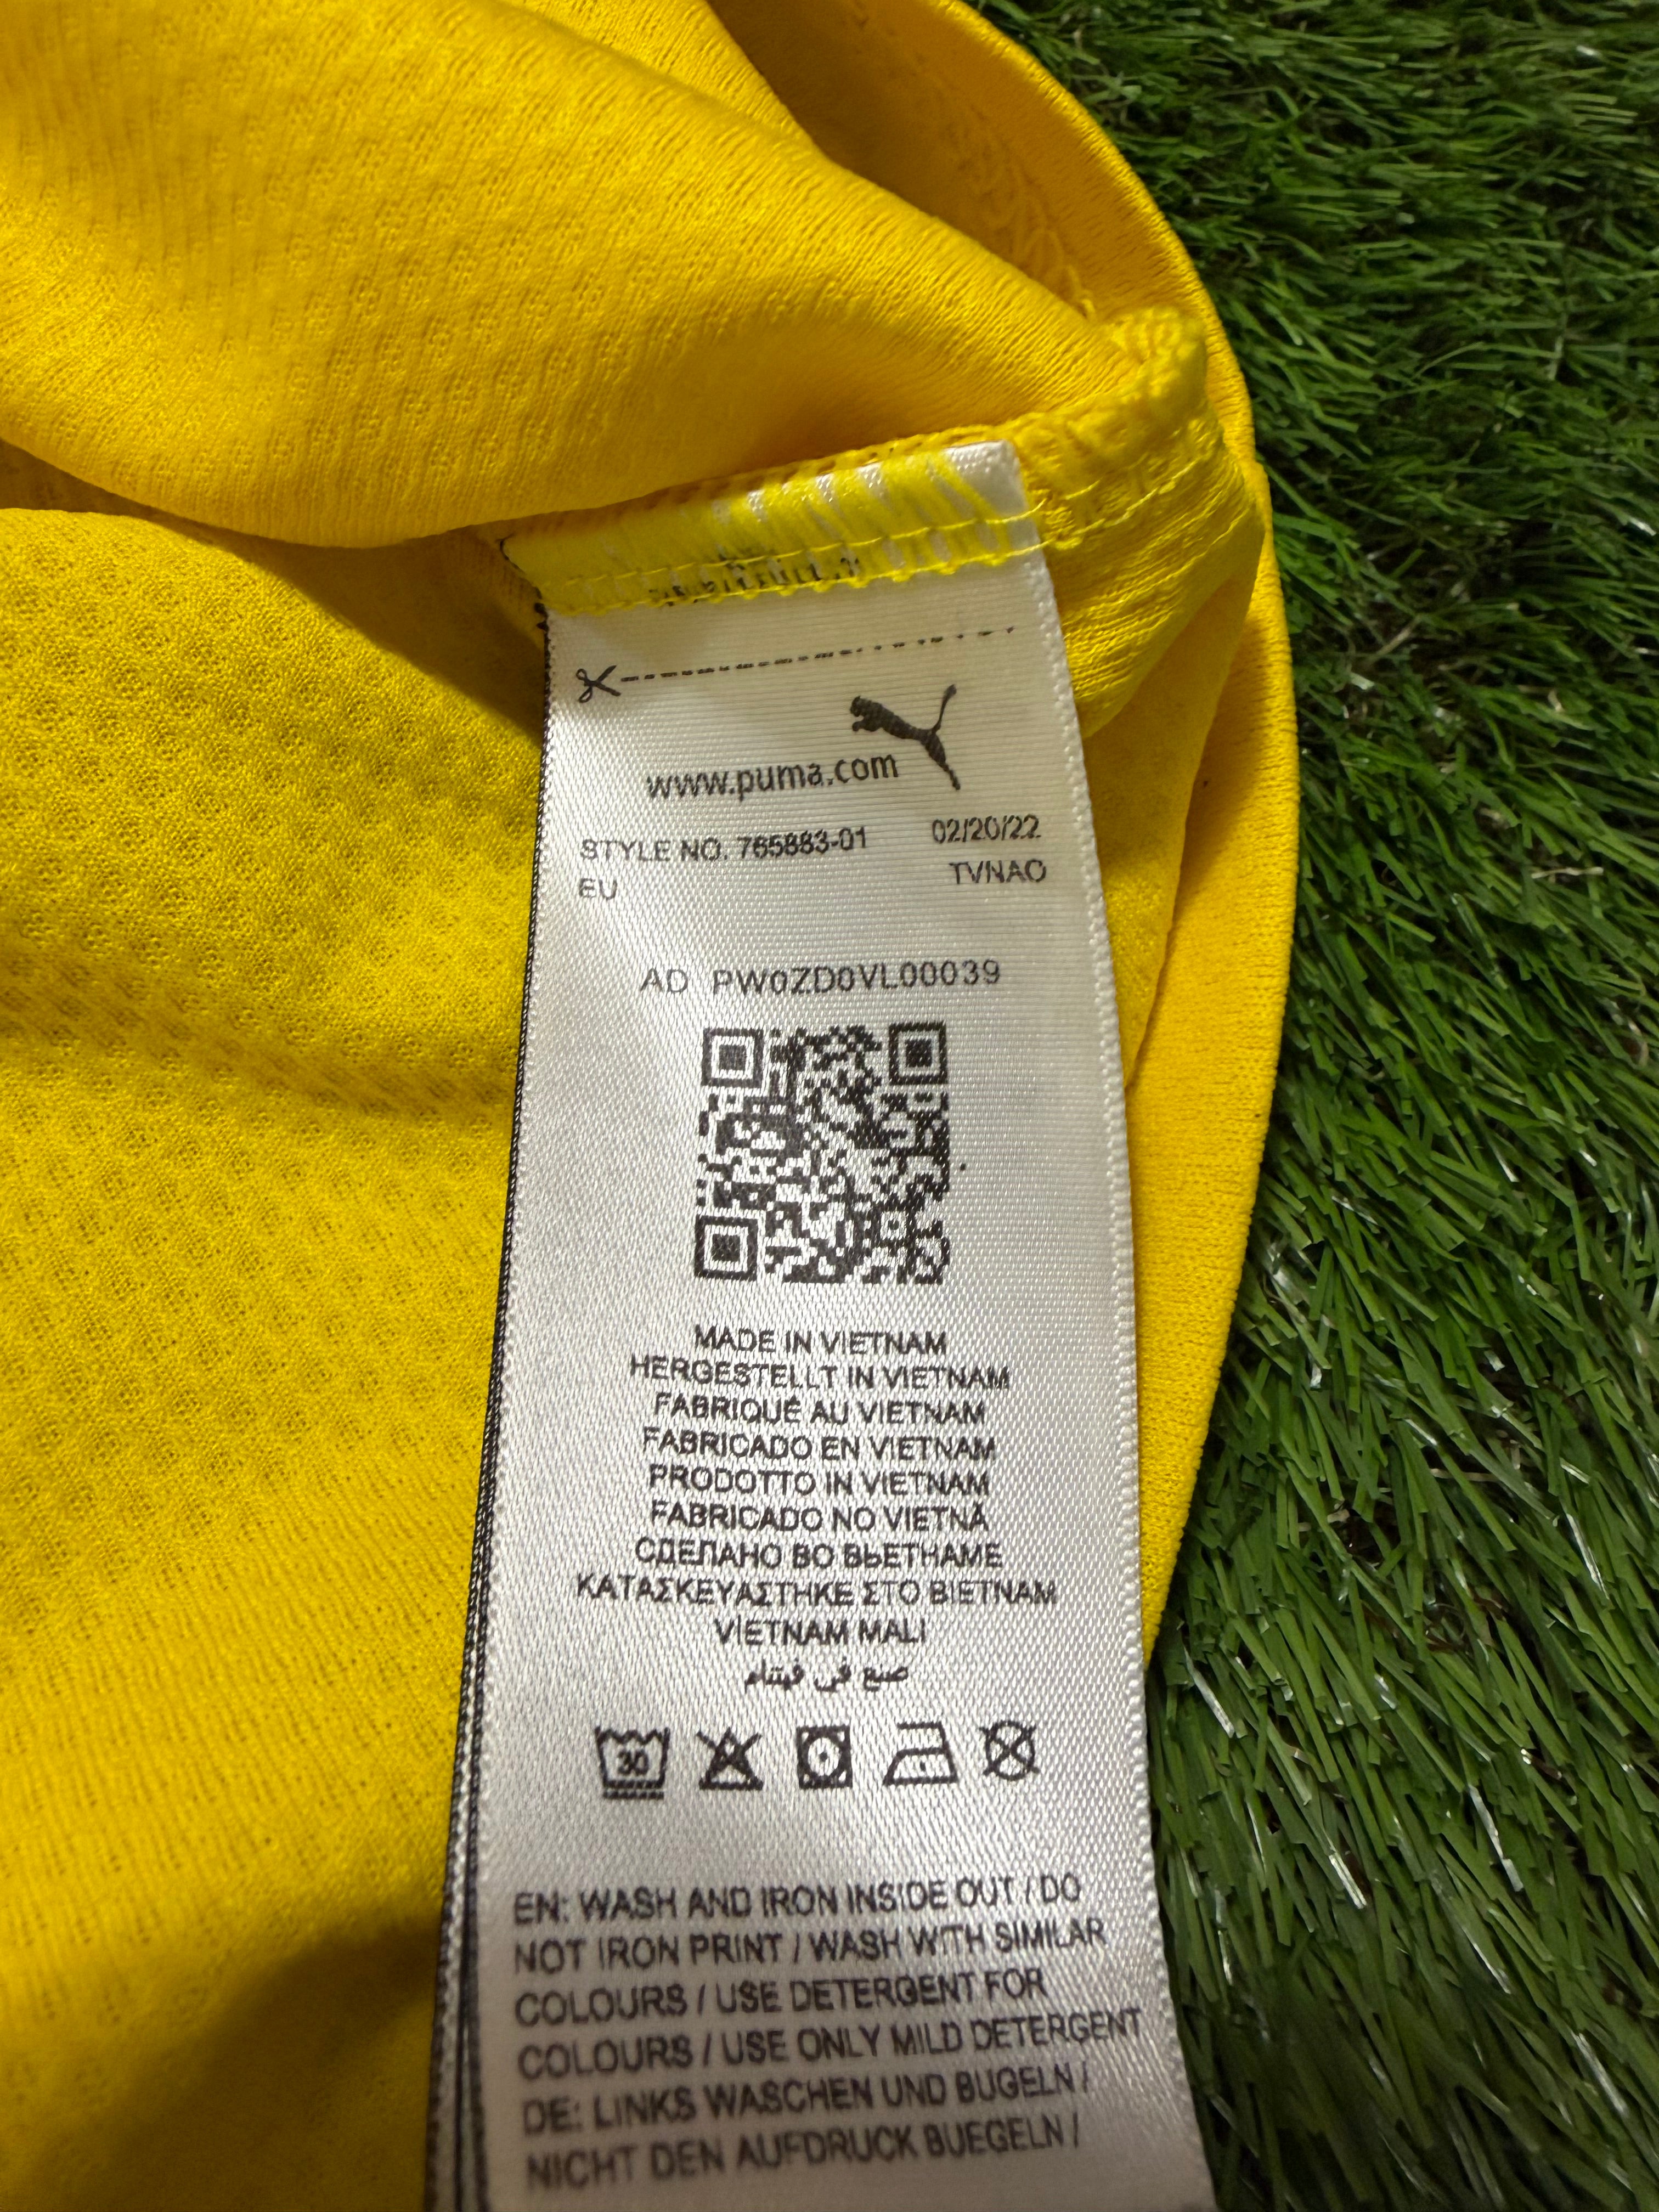 www.puma.com
STYLE NO. 765883-01 02/20/22
EU TVNAO
AD PW0ZD0VL00039
MADE IN VIETNAM
HERGESTELLT IN VIETNAM
FABRIQUÉ AU VIETNAM
FABRICADO EN VIETNAM
PRODOTTO IN VIETNAM
FABRICADO NO VIETNÃ
СДЕЛАНО ВО ВЬЕТНАМЕ
ΚΑΤΑΣΚΕΥΑΣΤΗΚΕ ΣΤΟ ΒΙΕΤΝΑΜ
VIETNAM MALI
صنع في فيتنام
30
EN: WASH AND IRON INSIDE OUT / DO
NOT IRON PRINT / WASH WITH SIMILAR
COLOURS / USE DETERGENT FOR
COLOURS / USE ONLY MILD DETERGENT
DE: LINKS WASCHEN UND BUGELN /
NICHT DEN AUFDRUCK BUEGELN /